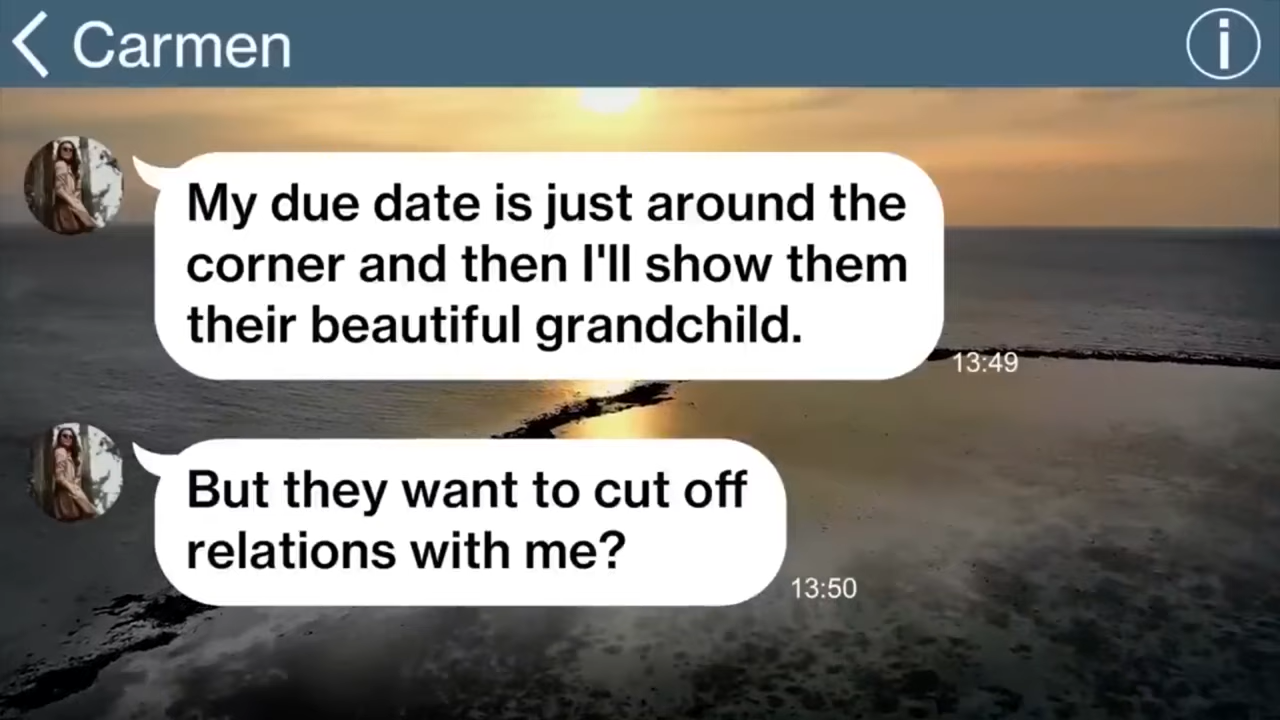 Carmen
My due date is just around the
corner and then I'll show them
their beautiful grandchild.
13:49
But they want to cut off
relations with me?
13:50